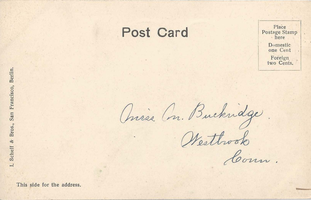 Post Card
Place
Postage Stamp
here
Domestic
one Cent
Foreign
two Cents.
Miss M. Buckridge.
Westbrook
Conn.
I. Scheff & Bros., San Francisco, Berlin.
This side for the address.